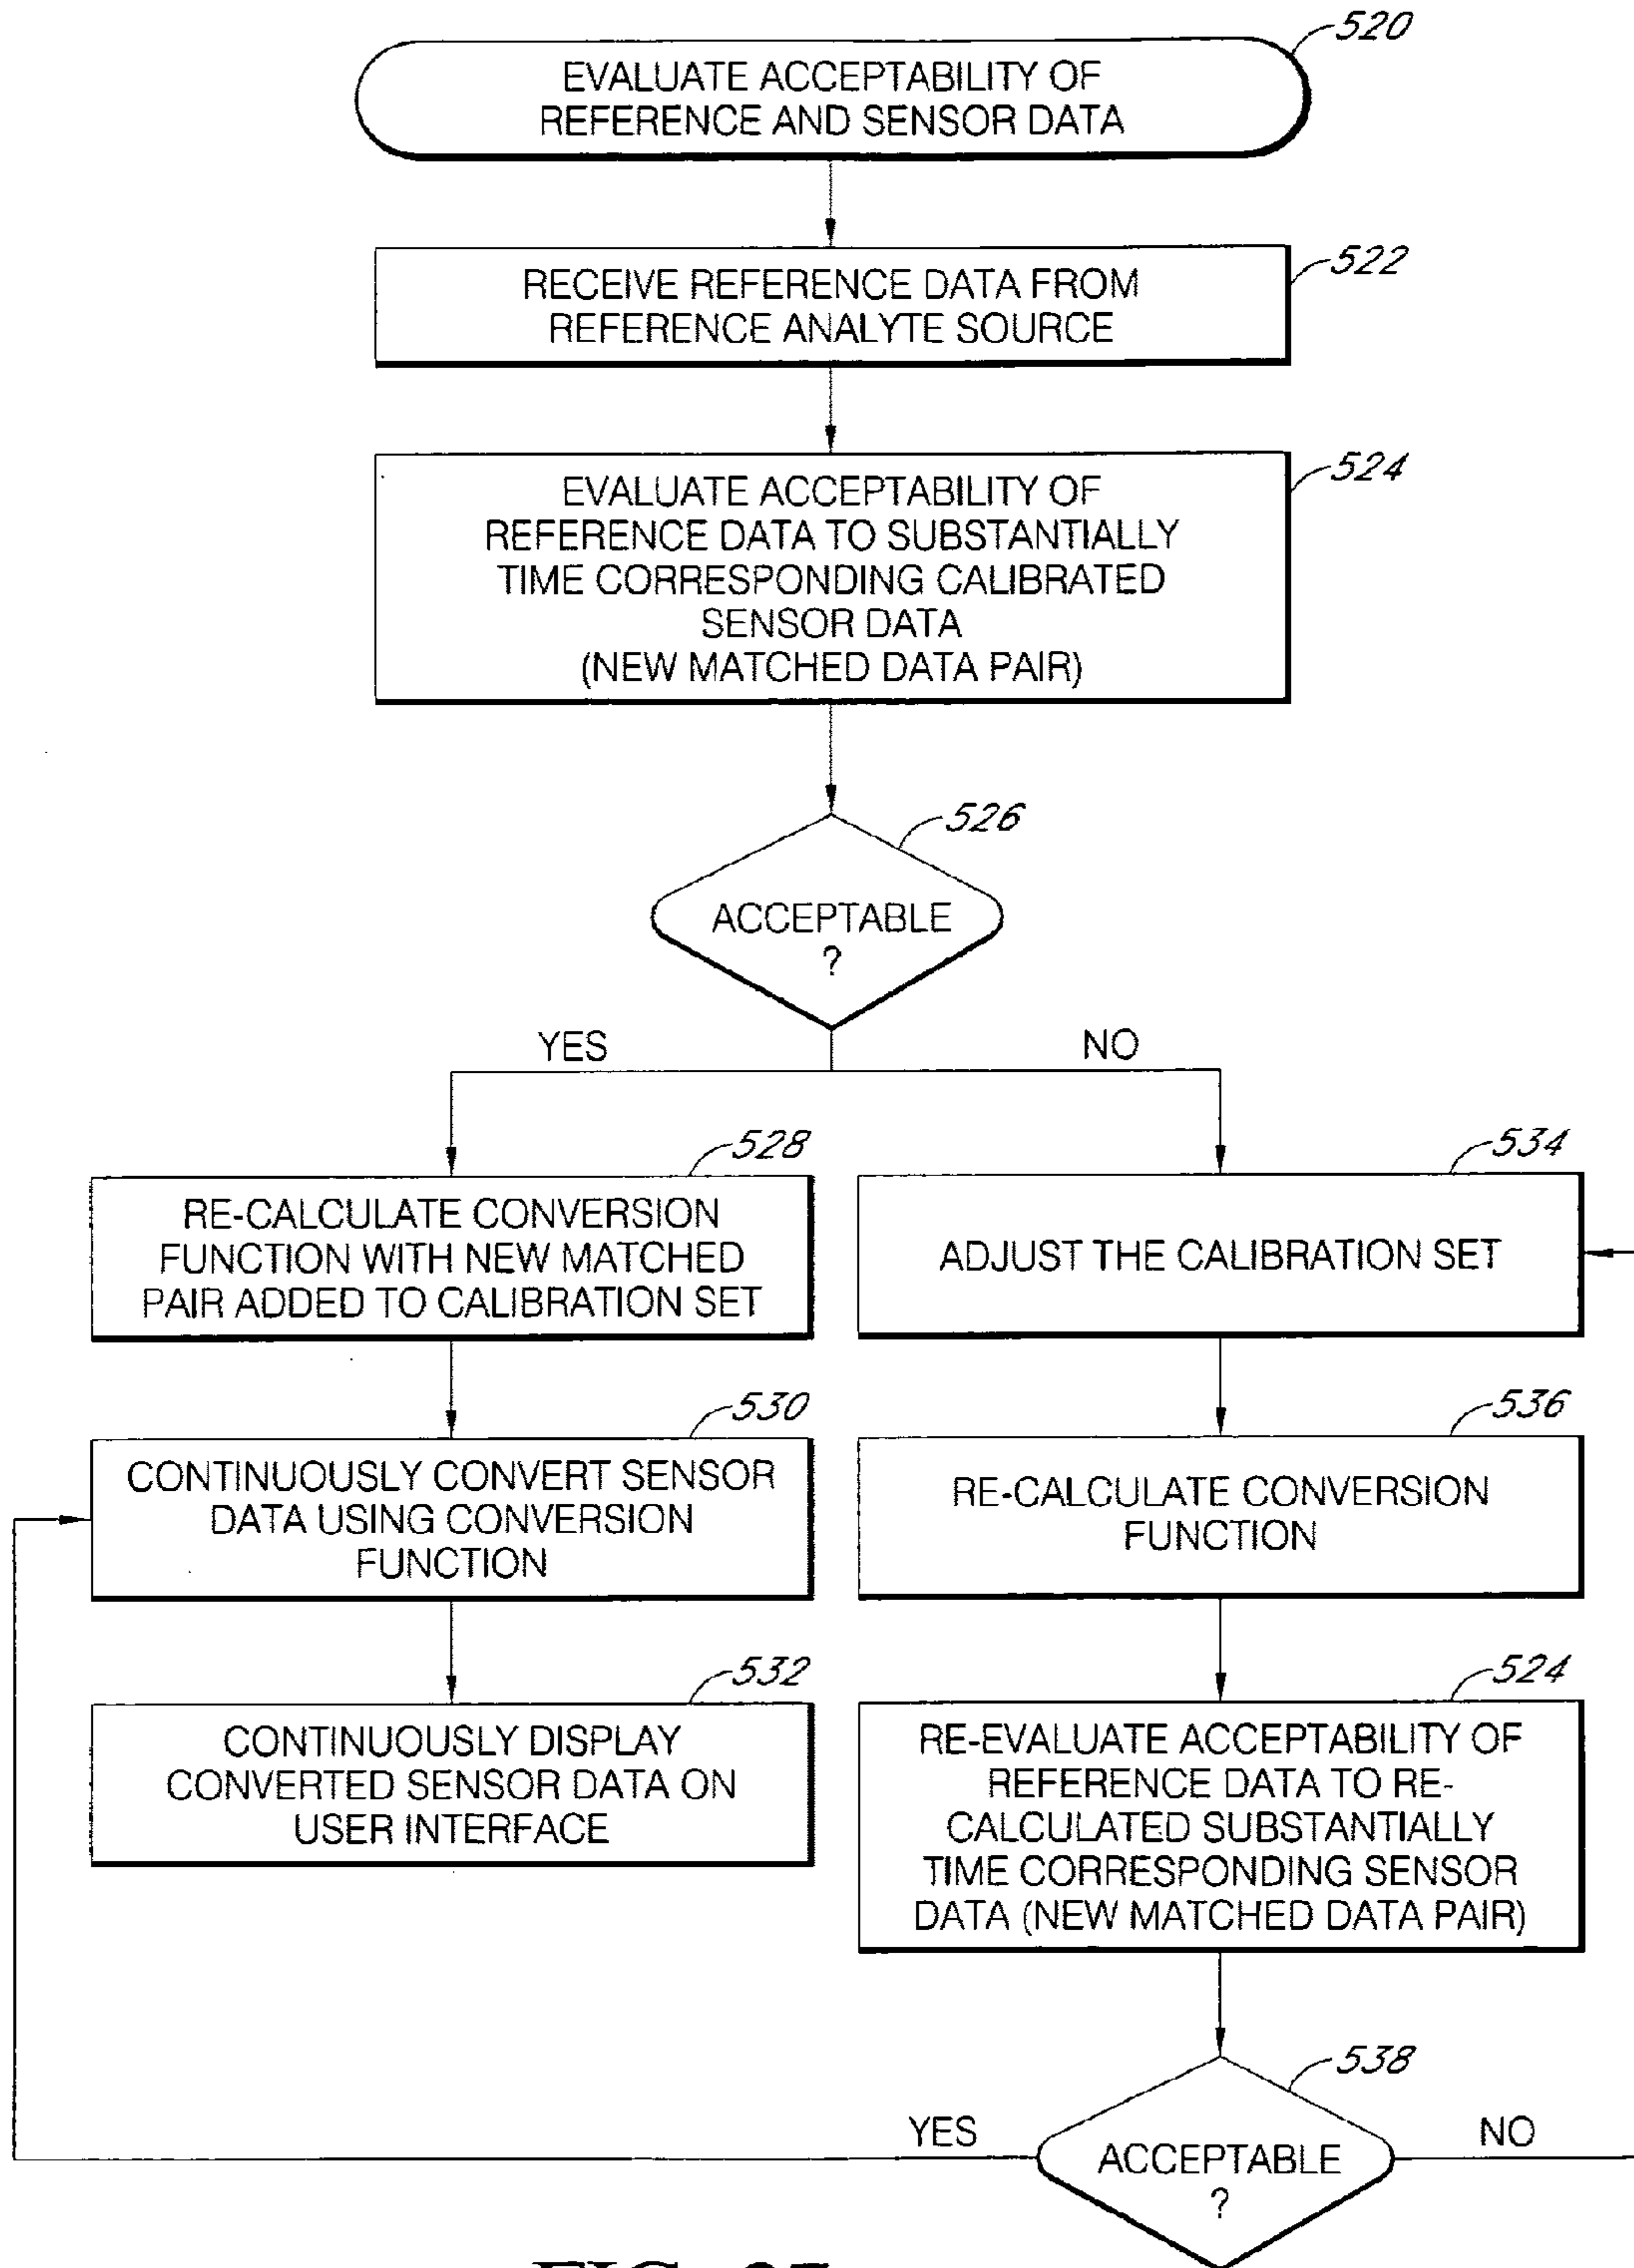 520
EVALUATE ACCEPTABILITY OF
REFERENCE AND SENSOR DATA
522
RECEIVE REFERENCE DATA FROM
REFERENCE ANALYTE SOURCE
524
EVALUATE ACCEPTABILITY OF
REFERENCE DATA TO SUBSTANTIALLY
TIME CORRESPONDING CALIBRATED
SENSOR DATA
(NEW MATCHED DATA PAIR)
526
ACCEPTABLE
?
YES
NO
528
RE-CALCULATE CONVERSION
FUNCTION WITH NEW MATCHED
PAIR ADDED TO CALIBRATION SET
534
ADJUST THE CALIBRATION SET
530
CONTINUOUSLY CONVERT SENSOR
DATA USING CONVERSION
FUNCTION
536
RE-CALCULATE CONVERSION
FUNCTION
532
CONTINUOUSLY DISPLAY
CONVERTED SENSOR DATA ON
USER INTERFACE
524
RE-EVALUATE ACCEPTABILITY OF
REFERENCE DATA TO RE-
CALCULATED SUBSTANTIALLY
TIME CORRESPONDING SENSOR
DATA (NEW MATCHED DATA PAIR)
538
YES
ACCEPTABLE
?
NO